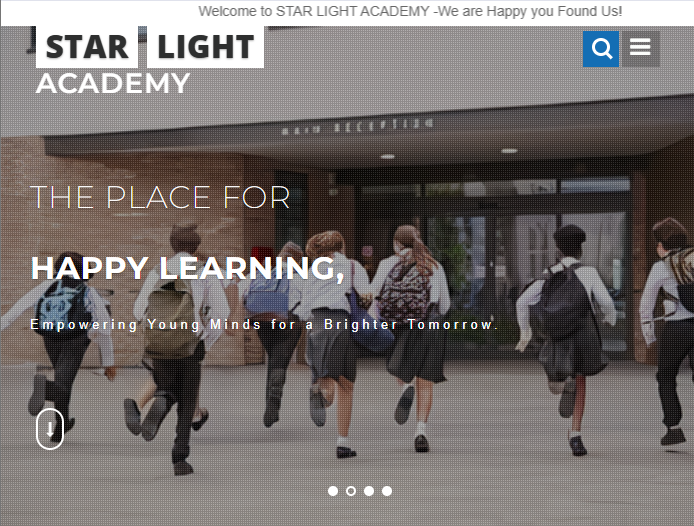 Welcome to STAR LIGHT ACADEMY -We are Happy you Found Us!
STAR LIGHT
ACADEMY
MAIN RECEPTION
THE PLACE FOR
HAPPY LEARNING,
Empowering Young Minds for a Brighter Tomorrow.